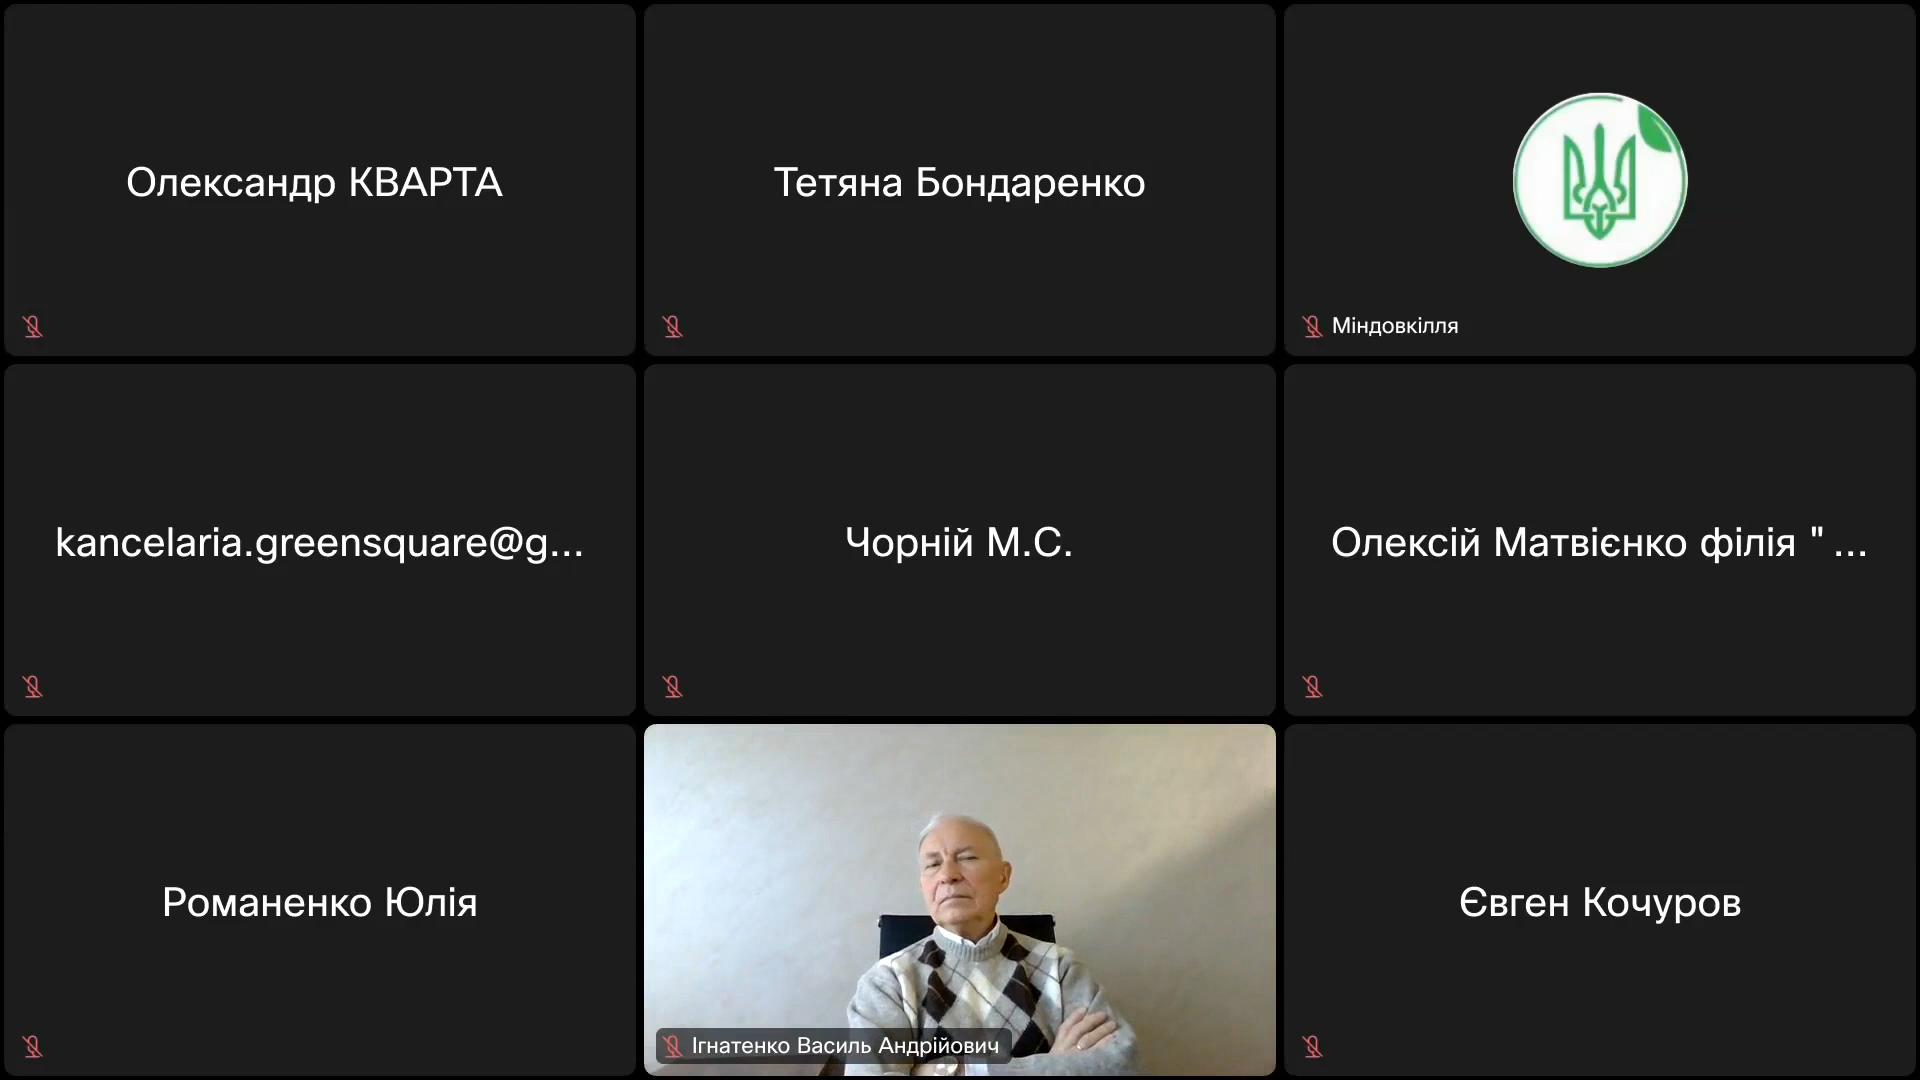 Олександр КВАРТА
Тетяна Бондаренко
Міндовкілля
kancelaria.greensquare@g...
Чорній М.С.
Олексій Матвієнко філія " ...
Романенко Юлія
Ігнатенко Василь Андрійович
Євген Кочуров